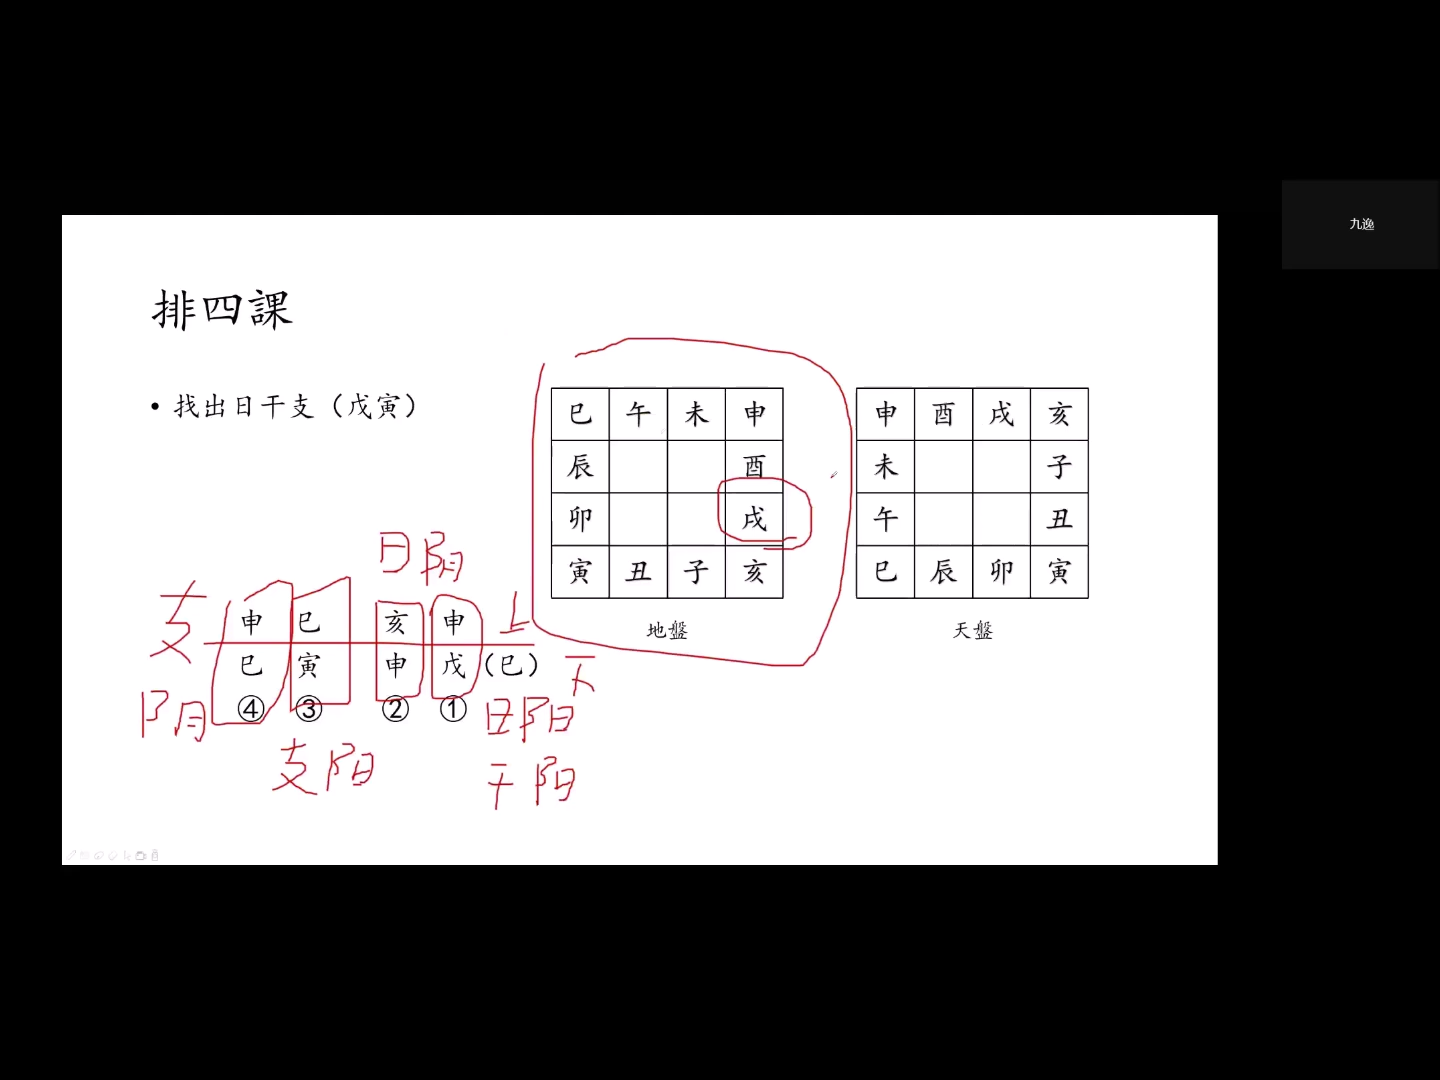 九逸
排四課
• 找出日干支（戊寅）
巳 午 未 申
辰 酉
卯 戌
寅 丑 子 亥
地盤
申 酉 戌 亥
未 子
午 丑
巳 辰 卯 寅
天盤
日阴
支 申 巳 亥 申 上
巳 寅 申 戊（巳） 下
阴 ④ ③ ② ① 日阳
支阳 干阳